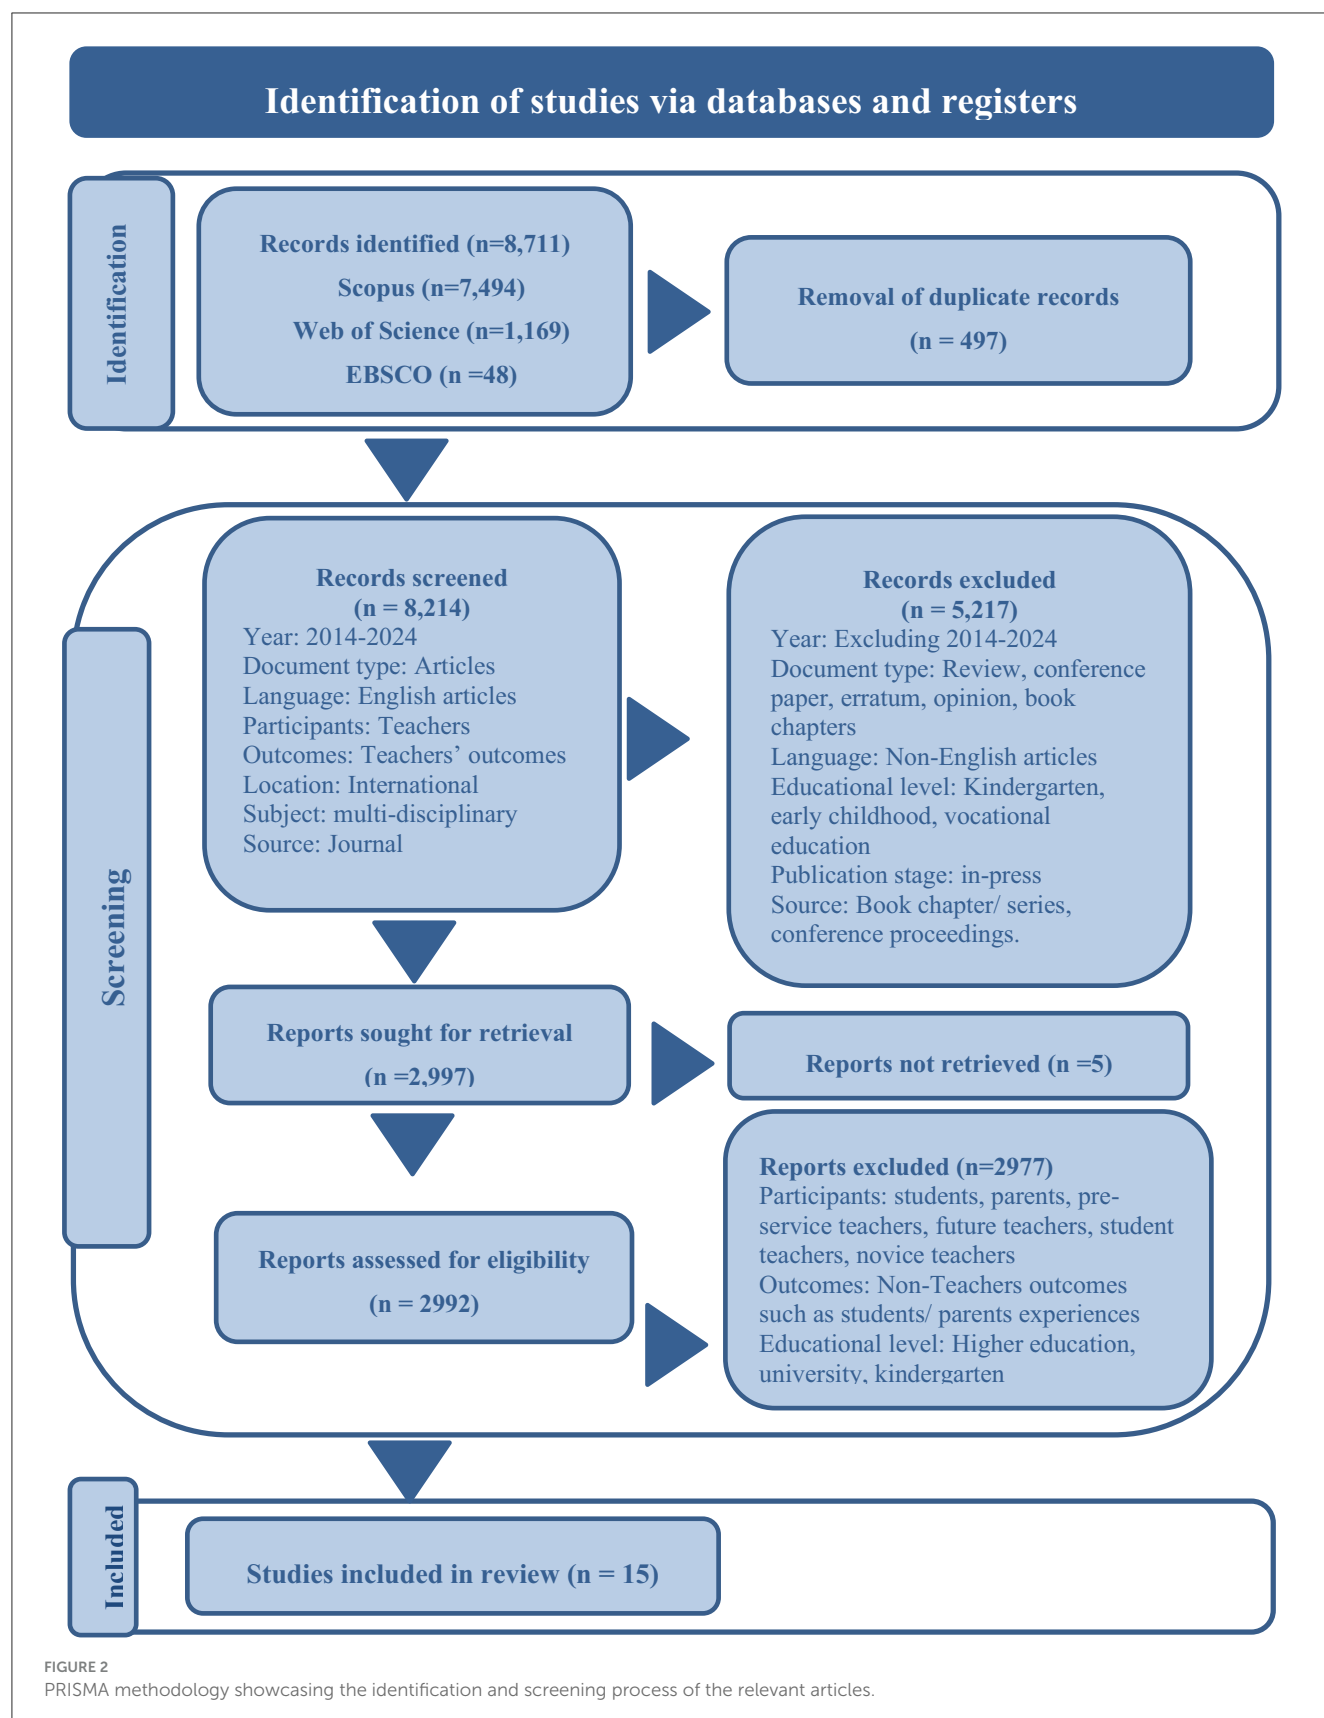 Identification of studies via databases and registers
Identification
Records identified (n=8,711)
Scopus (n=7,494)
Web of Science (n=1,169)
EBSCO (n =48)
Removal of duplicate records
(n = 497)
Screening
Records screened
(n = 8,214)
Year: 2014-2024
Document type: Articles
Language: English articles
Participants: Teachers
Outcomes: Teachers’ outcomes
Location: International
Subject: multi-disciplinary
Source: Journal
Records excluded
(n = 5,217)
Year: Excluding 2014-2024
Document type: Review, conference
paper, erratum, opinion, book
chapters
Language: Non-English articles
Educational level: Kindergarten,
early childhood, vocational
education
Publication stage: in-press
Source: Book chapter/ series,
conference proceedings.
Reports sought for retrieval
(n =2,997)
Reports not retrieved (n =5)
Reports assessed for eligibility
(n = 2992)
Reports excluded (n=2977)
Participants: students, parents, pre-
service teachers, future teachers, student
teachers, novice teachers
Outcomes: Non-Teachers outcomes
such as students/ parents experiences
Educational level: Higher education,
university, kindergarten
Included
Studies included in review (n = 15)
FIGURE 2
PRISMA methodology showcasing the identification and screening process of the relevant articles.